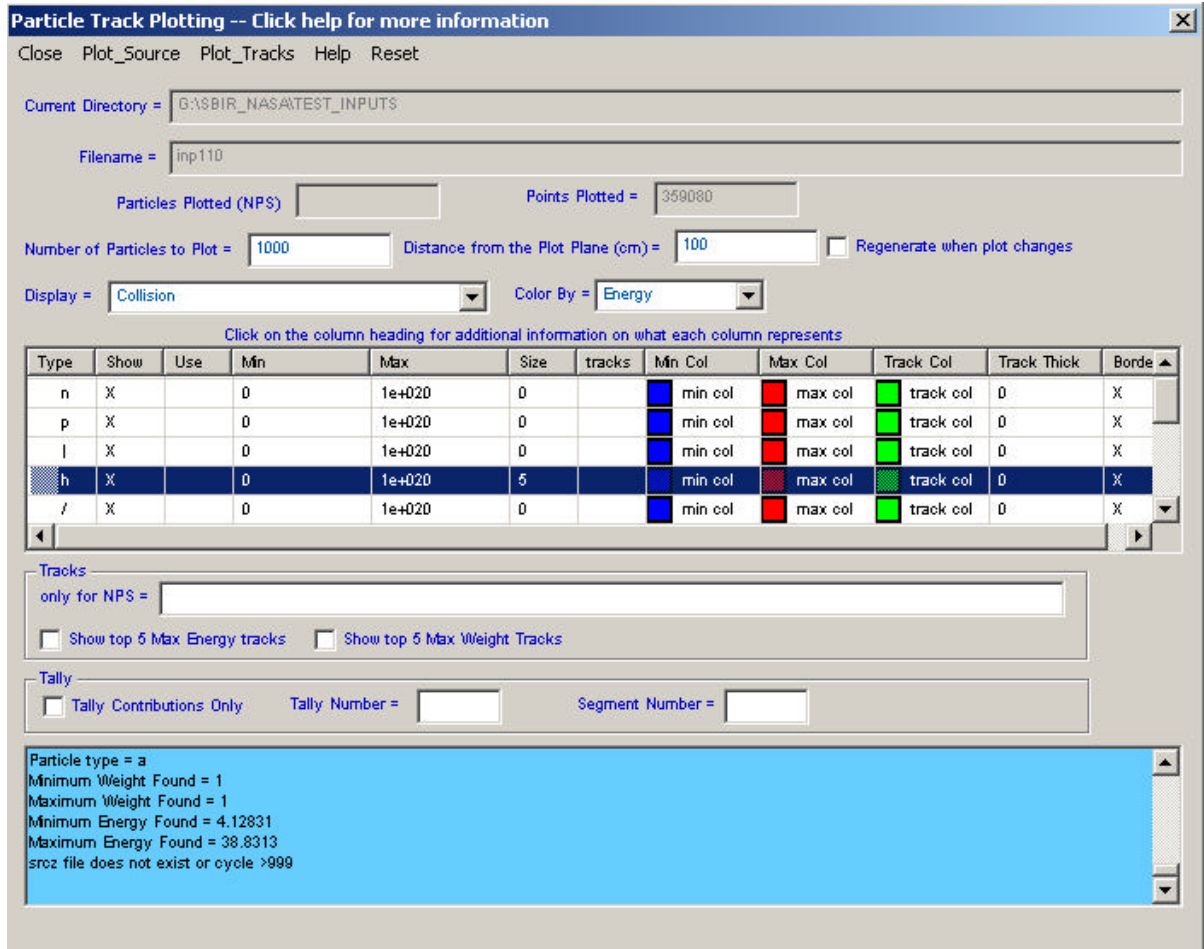 Particle Track Plotting -- Click help for more information
Close Plot_Source Plot_Tracks Help Reset
Current Directory = G:\SBIR_NASA\TEST_INPUTS
Filename = inp110
Particles Plotted (NPS) Points Plotted = 359080
Number of Particles to Plot = 1000 Distance from the Plot Plane (cm) = 100 Regenerate when plot changes
Display = Collision Color By = Energy
Click on the column heading for additional information on what each column represents
Type Show Use Min Max Size tracks Min Col Max Col Track Col Track Thick Borde
n X 0 1e+020 0 min col max col track col 0 X
p X 0 1e+020 0 min col max col track col 0 X
| X 0 1e+020 0 min col max col track col 0 X
h X 0 1e+020 5 min col max col track col 0 X
/ X 0 1e+020 0 min col max col track col 0 X
Tracks
only for NPS =
Show top 5 Max Energy tracks Show top 5 Max Weight Tracks
Tally
Tally Contributions Only Tally Number = Segment Number =
Particle type = a
Minimum Weight Found = 1
Maximum Weight Found = 1
Minimum Energy Found = 4.12831
Maximum Energy Found = 38.8313
srcz file does not exist or cycle >999